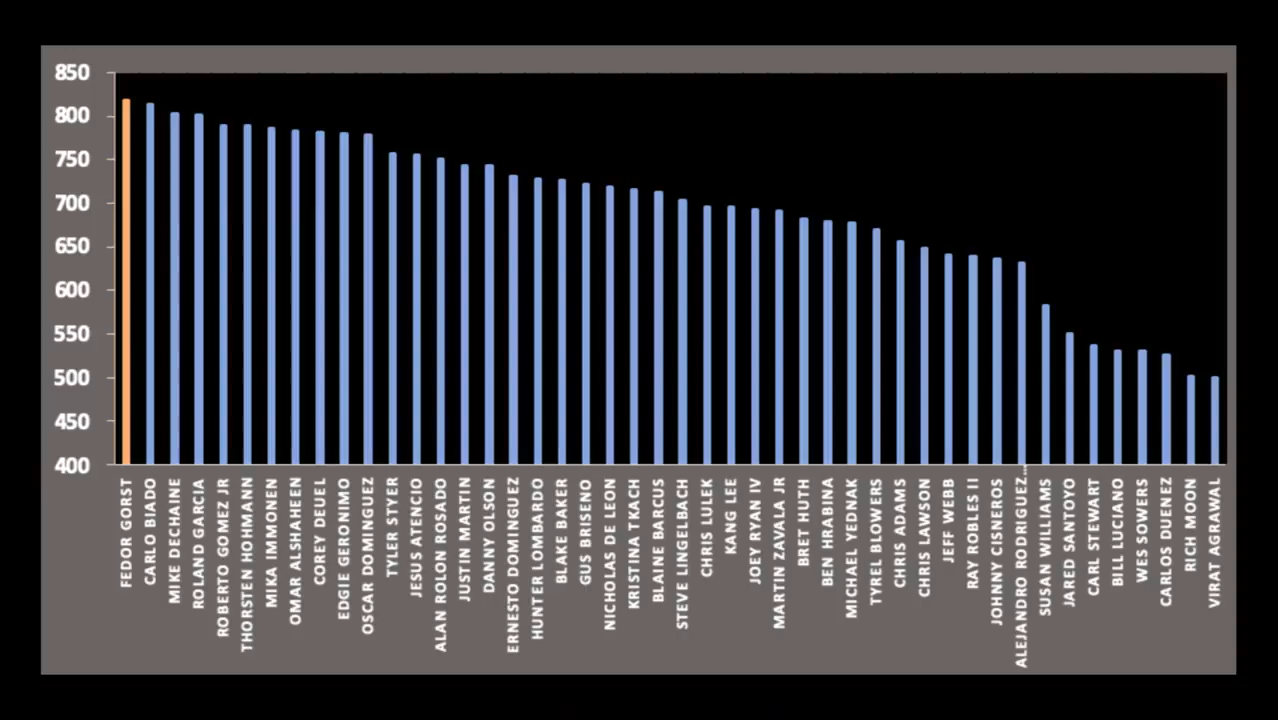 850
800
750
700
650
600
550
500
450
400
FEDOR GORST
CARLO BIADO
MIKE DECHAINE
ROLAND GARCIA
ROBERTO GOMEZ JR
THORSTEN HOHMANN
MIKA IMMONEN
OMAR ALSHAHEEN
COREY DEUEL
EDGIE GERONIMO
OSCAR DOMINGUEZ
TYLER STYER
JESUS ATENCIO
ALAN ROLON ROSADO
JUSTIN MARTIN
DANNY OLSON
ERNESTO DOMINGUEZ
HUNTER LOMBARDO
BLAKE BAKER
GUS BRISENO
NICHOLAS DE LEON
KRISTINA TKACH
BLAINE BARCUS
STEVE LINGELBACH
CHRIS LULEK
KANG LEE
JOEY RYAN IV
MARTIN ZAVALA JR
BRET HUTH
BEN HRABINA
MICHAEL YEDNAK
TYREL BLOWERS
CHRIS ADAMS
CHRIS LAWSON
JEFF WEBB
RAY ROBLES II
JOHNNY CISNEROS
ALEJANDRO RODRIGUEZ...
SUSAN WILLIAMS
JARED SANTOYO
CARL STEWART
BILL LUCIANO
WES SOWERS
CARLOS DUENEZ
RICH MOON
VIRAT AGRAWAL